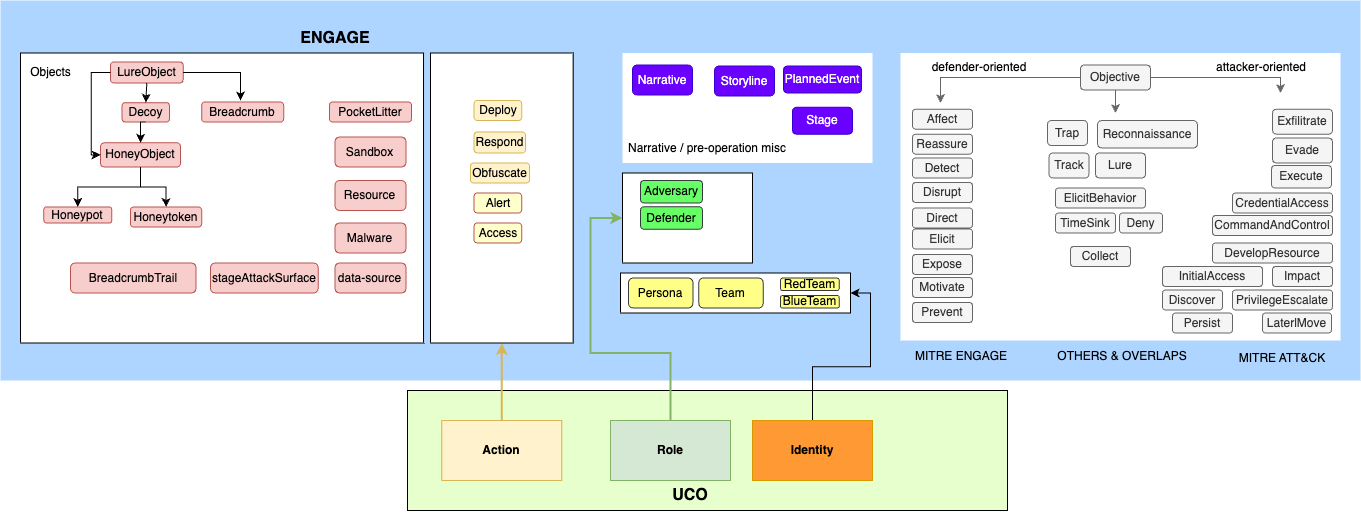 ENGAGE
Objects
LureObject
Decoy
Breadcrumb
PocketLitter
HoneyObject
Sandbox
Resource
Honeypot
Honeytoken
Malware
BreadcrumbTrail
stageAttackSurface
data-source
Deploy
Respond
Obfuscate
Alert
Access
Narrative
Storyline
PlannedEvent
Stage
Narrative / pre-operation misc
Adversary
Defender
Persona
Team
RedTeam
BlueTeam
defender-oriented
Objective
attacker-oriented
Affect
Reassure
Detect
Disrupt
Direct
Elicit
Expose
Motivate
Prevent
Trap
Reconnaissance
Track
Lure
ElicitBehavior
TimeSink
Deny
Collect
Exfilitrate
Evade
Execute
CredentialAccess
CommandAndControl
DevelopResource
InitialAccess
Impact
Discover
PrivilegeEscalate
Persist
LaterlMove
MITRE ENGAGE
OTHERS & OVERLAPS
MITRE ATT&CK
Action
Role
Identity
UCO